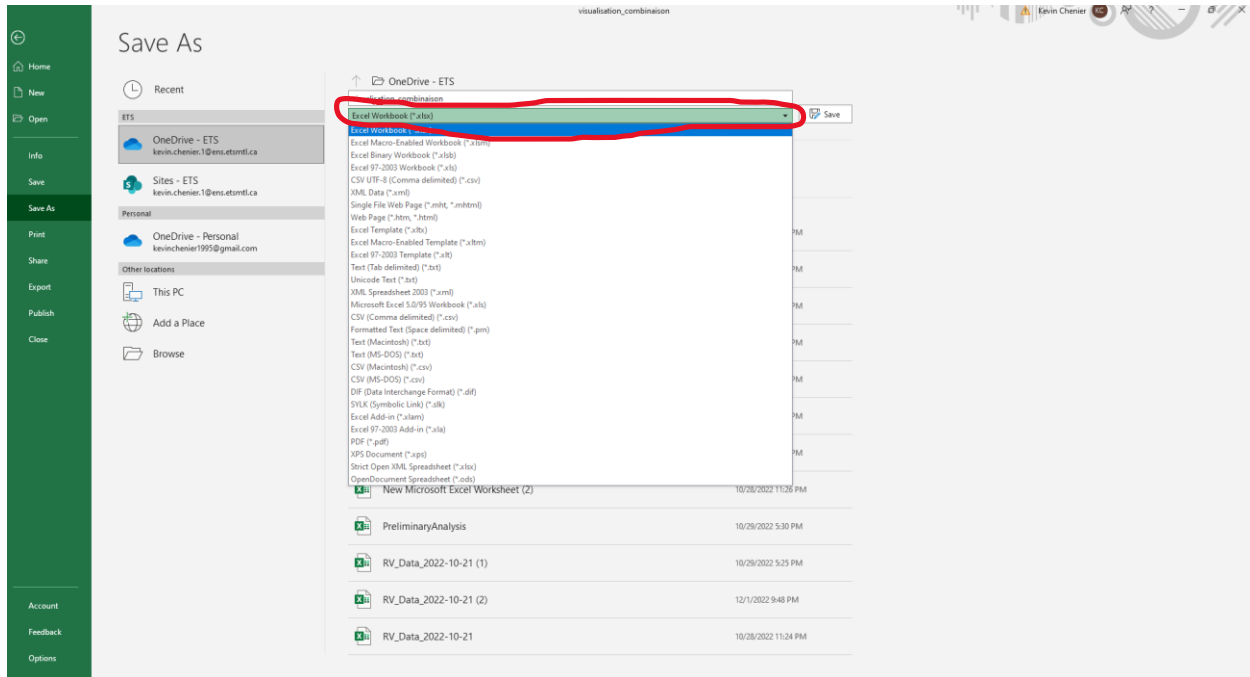 visualisation_combinaison
Kevin Chenier
KC
?
Save As
Home
New
Open
Info
Save
Save As
Print
Share
Export
Publish
Close
Account
Feedback
Options
Recent
ETS
OneDrive - ETS
kevin.chenier.1@ens.etsmtl.ca
Sites - ETS
kevin.chenier.1@ens.etsmtl.ca
Personal
OneDrive - Personal
kevinchenier1995@gmail.com
Other locations
This PC
Add a Place
Browse
OneDrive - ETS
visualisation_combinaison
Excel Workbook (*.xlsx)
Save
Excel Workbook
Excel Macro-Enabled Workbook (*.xlsm)
Excel Binary Workbook (*.xlsb)
Excel 97-2003 Workbook (*.xls)
CSV UTF-8 (Comma delimited) (*.csv)
XML Data (*.xml)
Single File Web Page (*.mht, *.mhtml)
Web Page (*.htm, *.html)
Excel Template (*.xltx)
Excel Macro-Enabled Template (*.xltm)
Excel 97-2003 Template (*.xlt)
Text (Tab delimited) (*.txt)
Unicode Text (*.txt)
XML Spreadsheet 2003 (*.xml)
Microsoft Excel 5.0/95 Workbook (*.xls)
CSV (Comma delimited) (*.csv)
Formatted Text (Space delimited) (*.prn)
Text (Macintosh) (*.txt)
Text (MS-DOS) (*.txt)
CSV (Macintosh) (*.csv)
CSV (MS-DOS) (*.csv)
DIF (Data Interchange Format) (*.dif)
SYLK (Symbolic Link) (*.slk)
Excel Add-in (*.xlam)
Excel 97-2003 Add-in (*.xla)
PDF (*.pdf)
XPS Document (*.xps)
Strict Open XML Spreadsheet (*.xlsx)
OpenDocument Spreadsheet (*.ods)
PM
PM
PM
PM
PM
PM
PM
New Microsoft Excel Worksheet (2) 10/28/2022 11:26 PM
PreliminaryAnalysis 10/29/2022 5:30 PM
RV_Data_2022-10-21 (1) 10/29/2022 5:25 PM
RV_Data_2022-10-21 (2) 12/1/2022 9:48 PM
RV_Data_2022-10-21 10/28/2022 11:24 PM